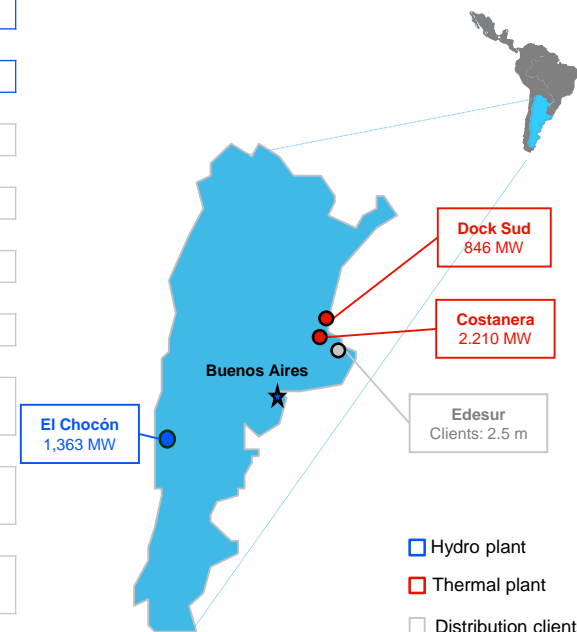 Dock Sud
846 MW
Costanera
2.210 MW
Buenos Aires
Edesur
Clients: 2.5 m
El Chocón
1,363 MW
Hydro plant
Thermal plant
Distribution client